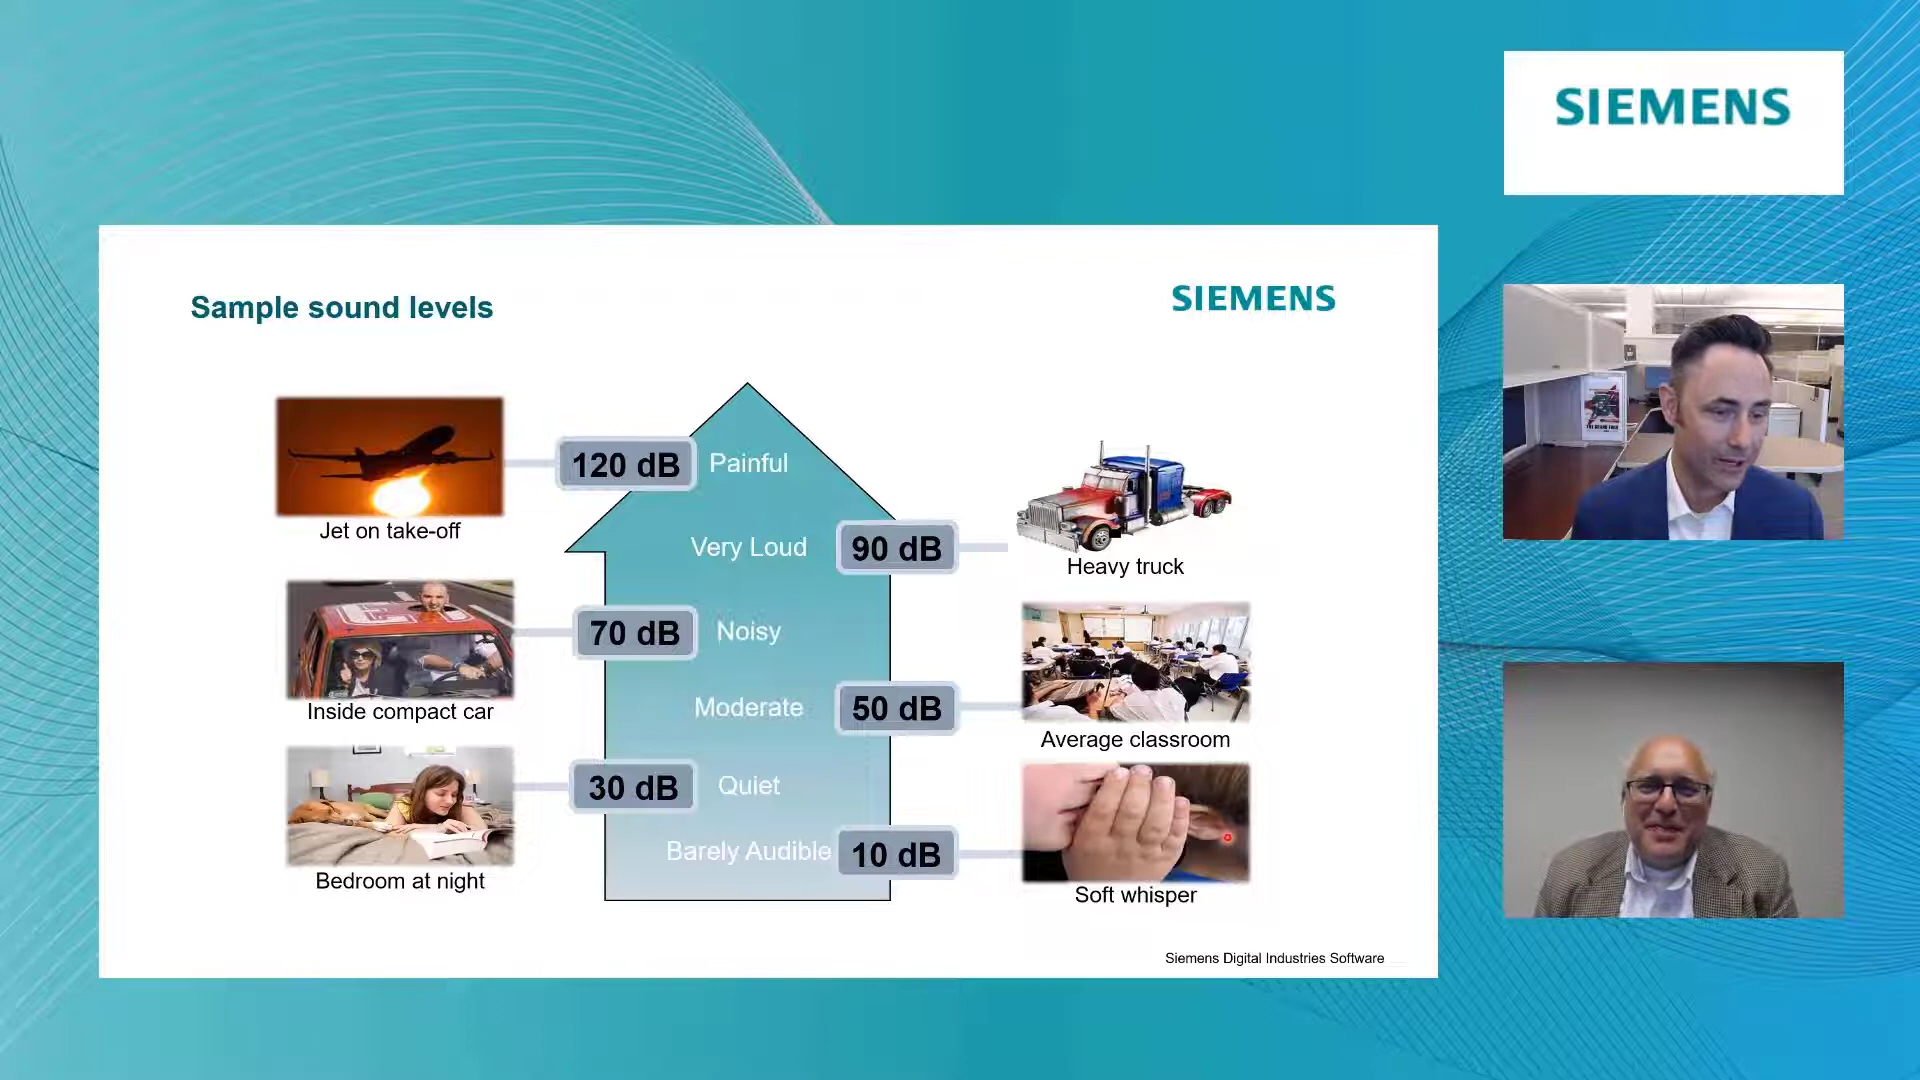 SIEMENS
Sample sound levels
SIEMENS
120 dB
Painful
Jet on take-off
Very Loud
90 dB
Heavy truck
70 dB
Noisy
Inside compact car
Moderate
50 dB
Average classroom
30 dB
Quiet
Bedroom at night
Barely Audible
10 dB
Soft whisper
Siemens Digital Industries Software